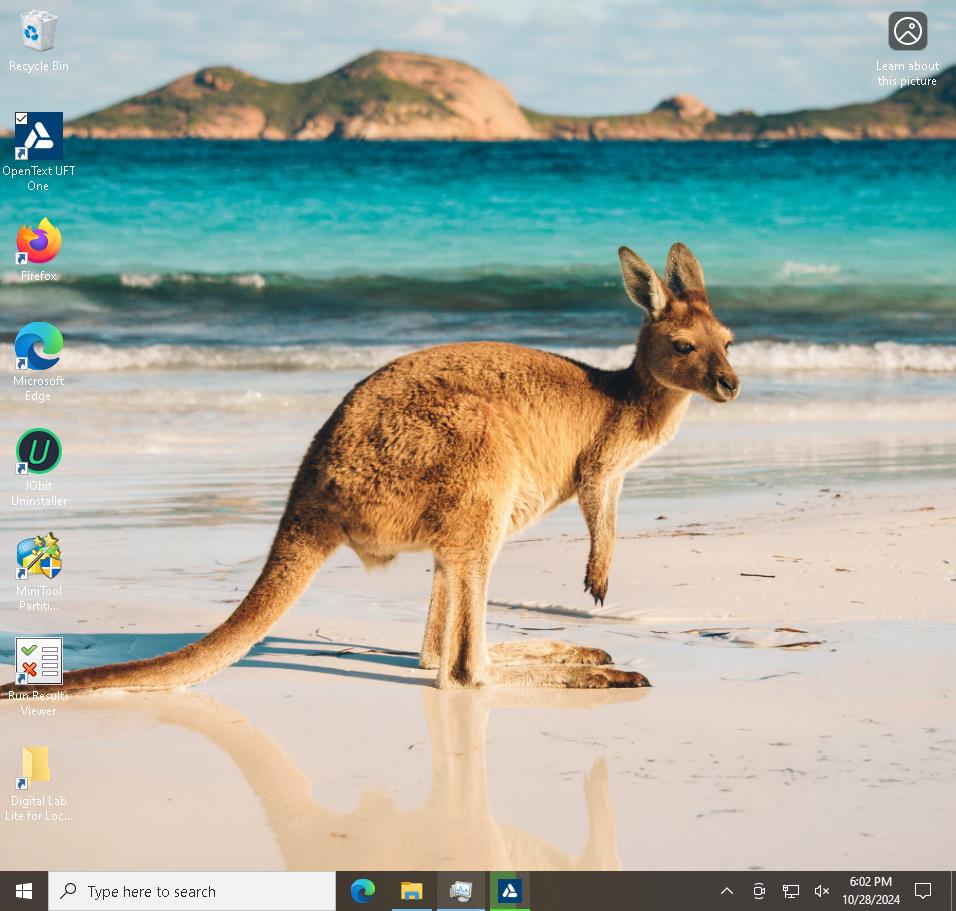 Recycle Bin
Learn about
this picture
OpenText UFT
One
Firefox
Microsoft
Edge
IObit
Uninstaller
MiniTool
Partiti...
Run Results
Viewer
Digital Lab
Lite for Loc...
Type here to search
6:02 PM
10/28/2024